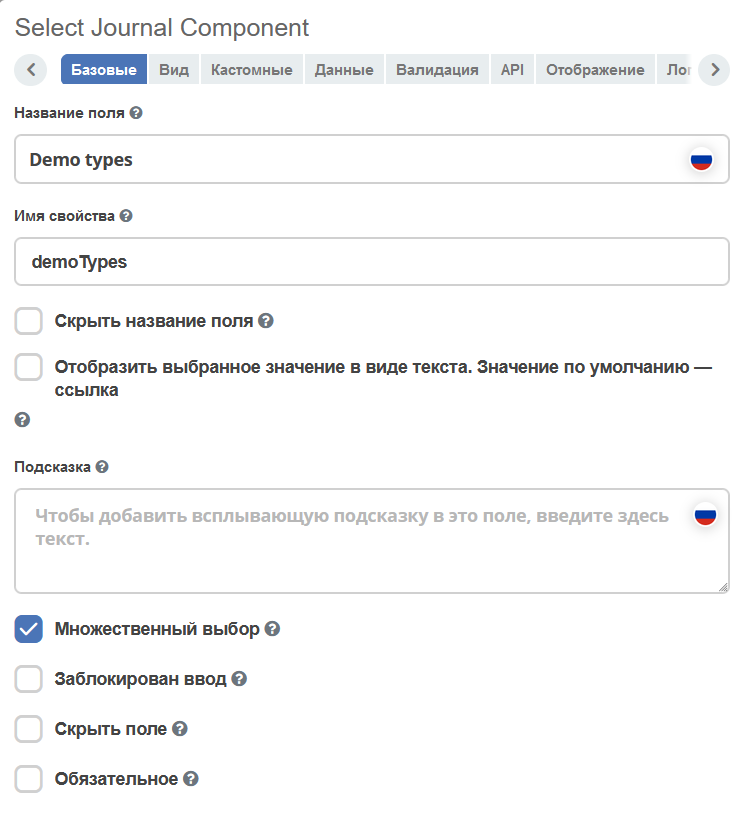 Select Journal Component
Базовые Вид Кастомные Данные Валидация API Отображение
Название поля
Demo types
Имя свойства
demoTypes
Скрыть название поля
Отобразить выбранное значение в виде текста. Значение по умолчанию —
ссылка
Подсказка
Чтобы добавить всплывающую подсказку в это поле, введите здесь
текст.
Множественный выбор
Заблокирован ввод
Скрыть поле
Обязательное